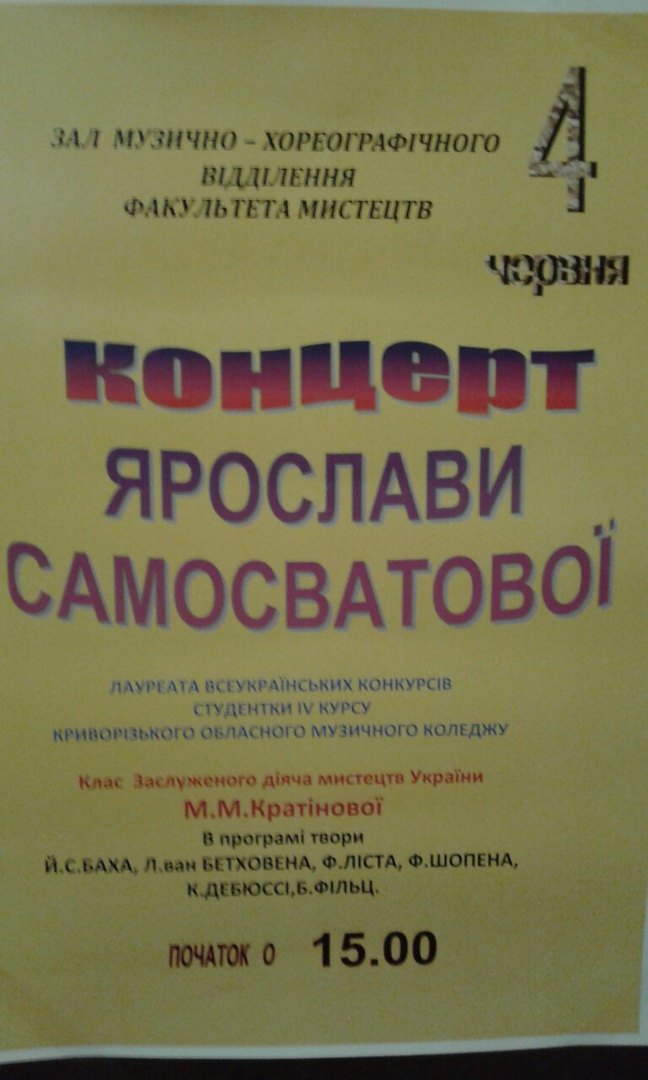 ЗАЛ МУЗИЧНО – ХОРЕОГРАФІЧНОГО
ВІДДІЛЕННЯ
ФАКУЛЬТЕТА МИСТЕЦТВ
4
червня
концерт
ЯРОСЛАВИ
САМОСВАТОВОЇ
ЛАУРЕАТА ВСЕУКРАЇНСЬКИХ КОНКУРСІВ
СТУДЕНТКИ IV КУРСУ
КРИВОРІЗЬКОГО ОБЛАСНОГО МУЗИЧНОГО КОЛЕДЖУ
Клас Заслуженого діяча мистецтв України
М.М.Кратінової
В програмі твори
Й.С.БАХА, Л.ван БЕТХОВЕНА, Ф.ЛІСТА, Ф.ШОПЕНА,
К.ДЕБЮССІ,Б.ФІЛЬЦ.
ПОЧАТОК О 15.00